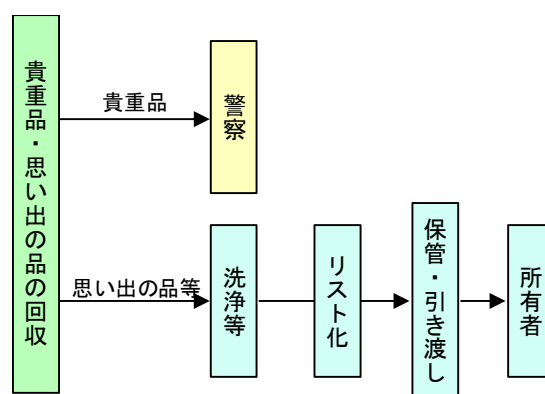 貴重品・思い出の品の回収
貴重品
警察
思い出の品等
洗浄等
リスト化
保管・引き渡し
所有者